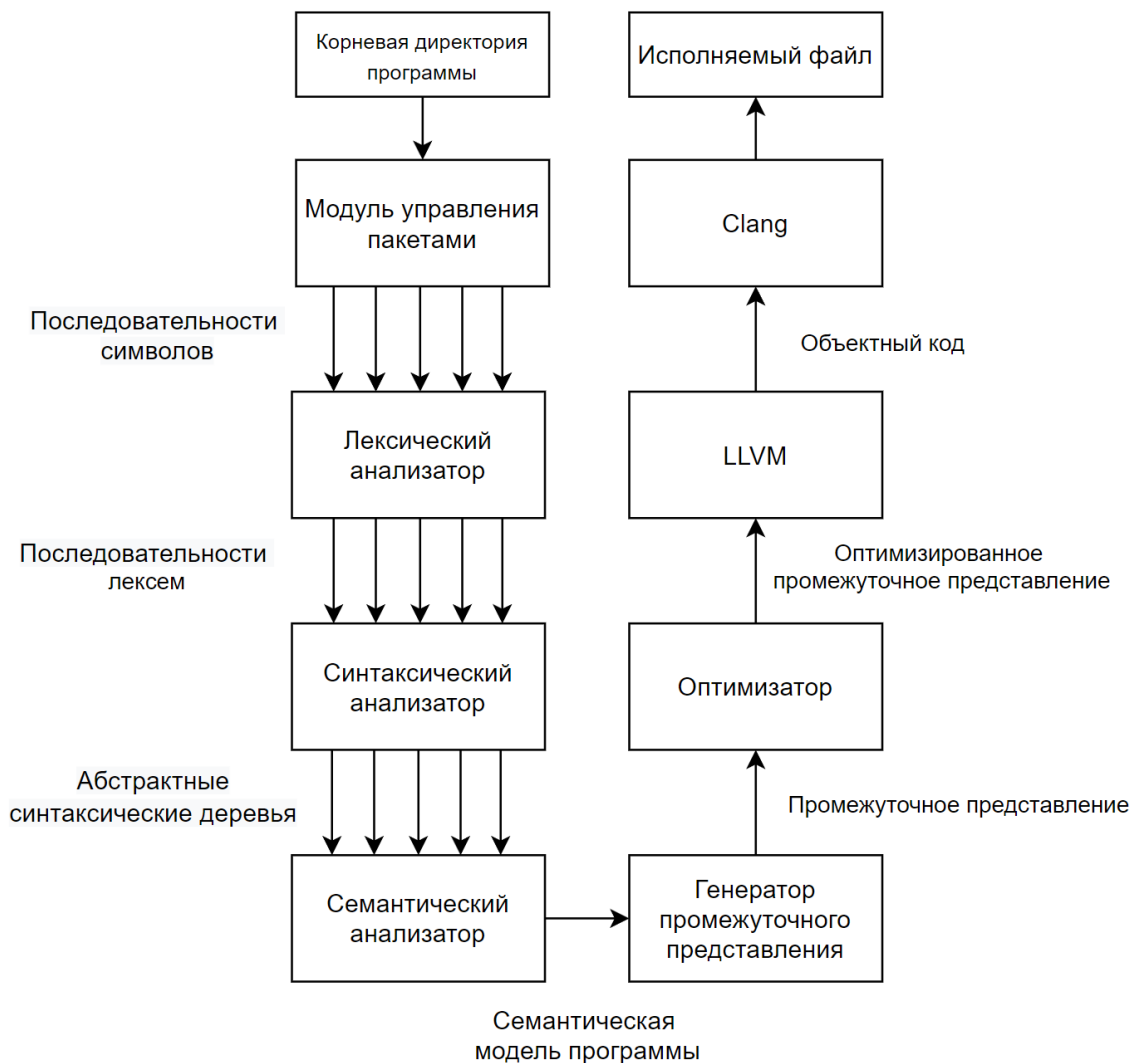 Корневая директория
программы
Исполняемый файл
Модуль управления
пакетами
Clang
Последовательности
символов
Объектный код
Лексический
анализатор
LLVM
Последовательности
лексем
Оптимизированное
промежуточное представление
Синтаксический
анализатор
Оптимизатор
Абстрактные
синтаксические деревья
Промежуточное представление
Семантический
анализатор
Генератор
промежуточного
представления
Семантическая
модель программы